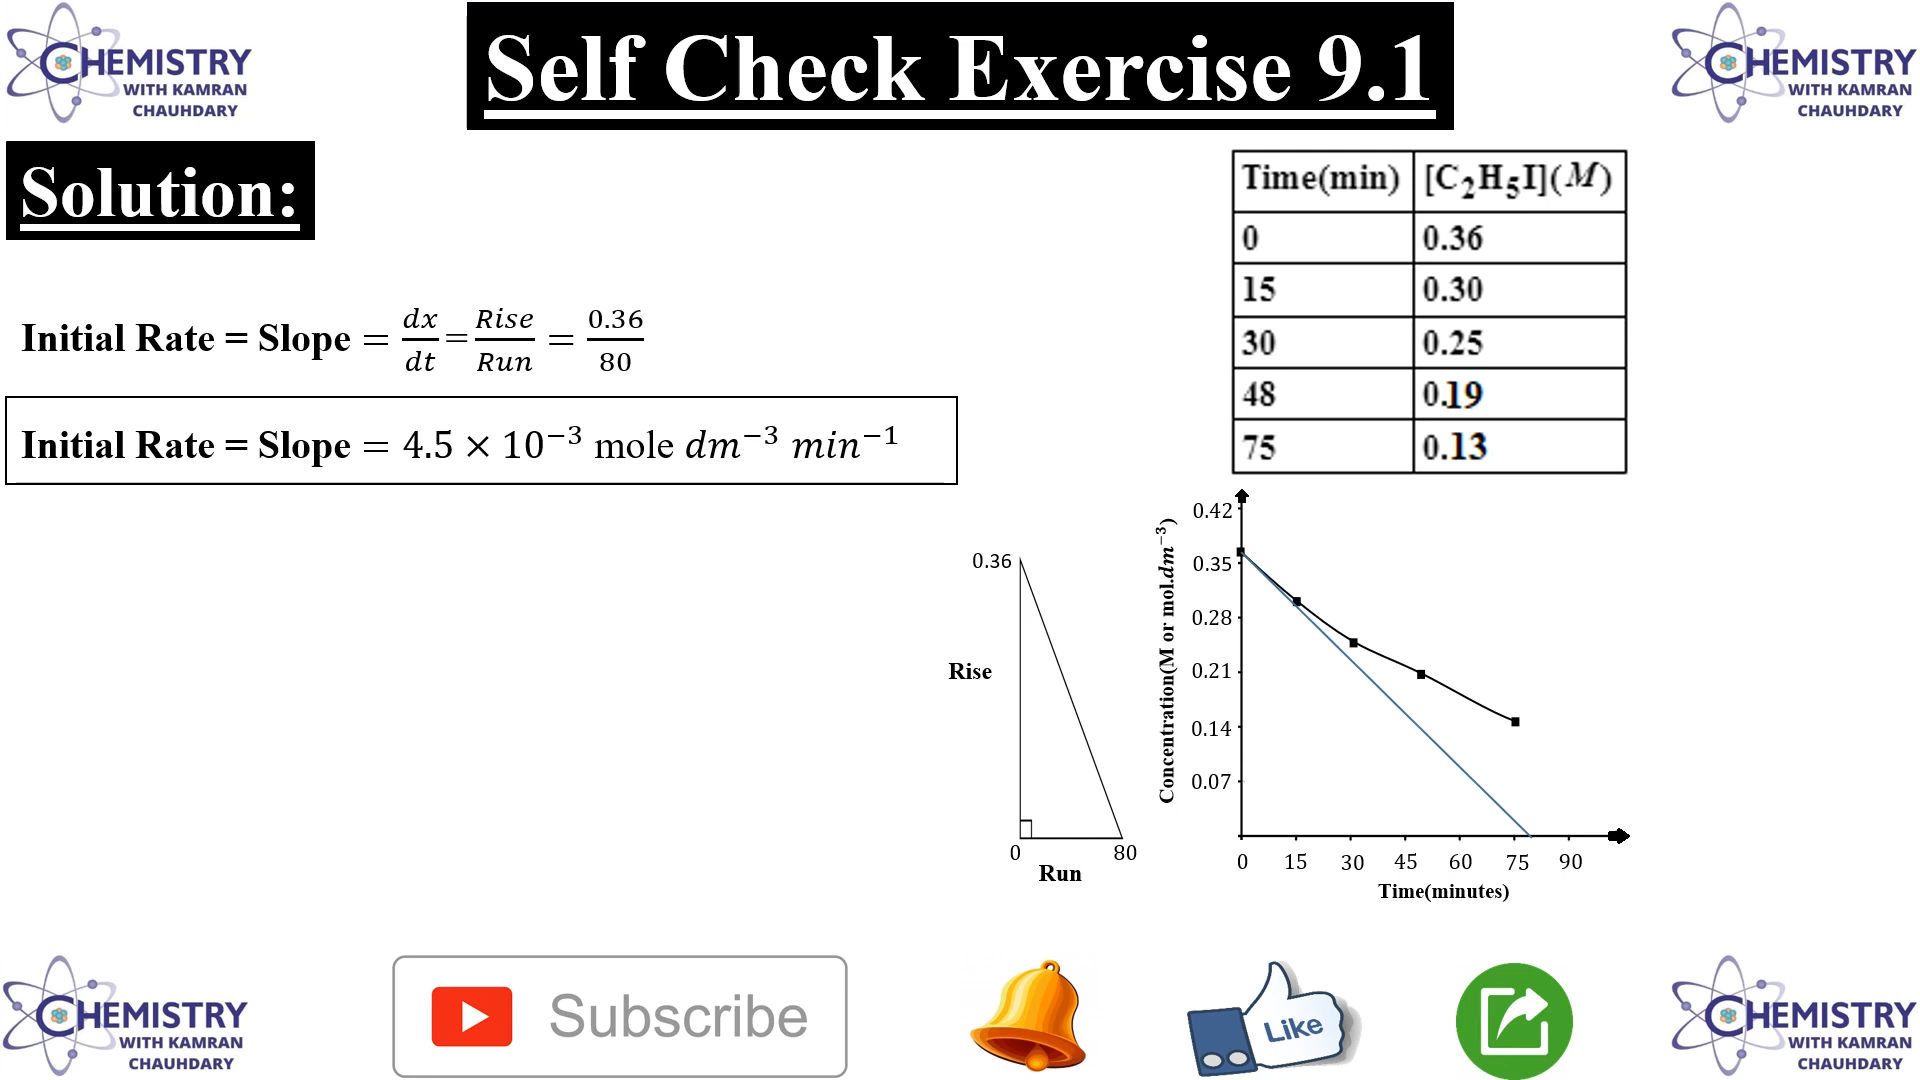 CHEMISTRY
WITH KAMRAN
CHAUHDARY
Self Check Exercise 9.1
CHEMISTRY
WITH KAMRAN
CHAUHDARY
Solution:
Time(min) [C₂H₅I](M)
0 0.36
15 0.30
30 0.25
48 0.19
75 0.13
Initial Rate = Slope = dx/dt = Rise/Run = 0.36/80
Initial Rate = Slope = 4.5 × 10⁻³ mole dm⁻³ min⁻¹
0.36
Rise
0 80
Run
Concentration(M or mol.dm⁻³)
0.42
0.35
0.28
0.21
0.14
0.07
0 15 30 45 60 75 90
Time(minutes)
CHEMISTRY
WITH KAMRAN
CHAUHDARY
Subscribe
Like
CHEMISTRY
WITH KAMRAN
CHAUHDARY